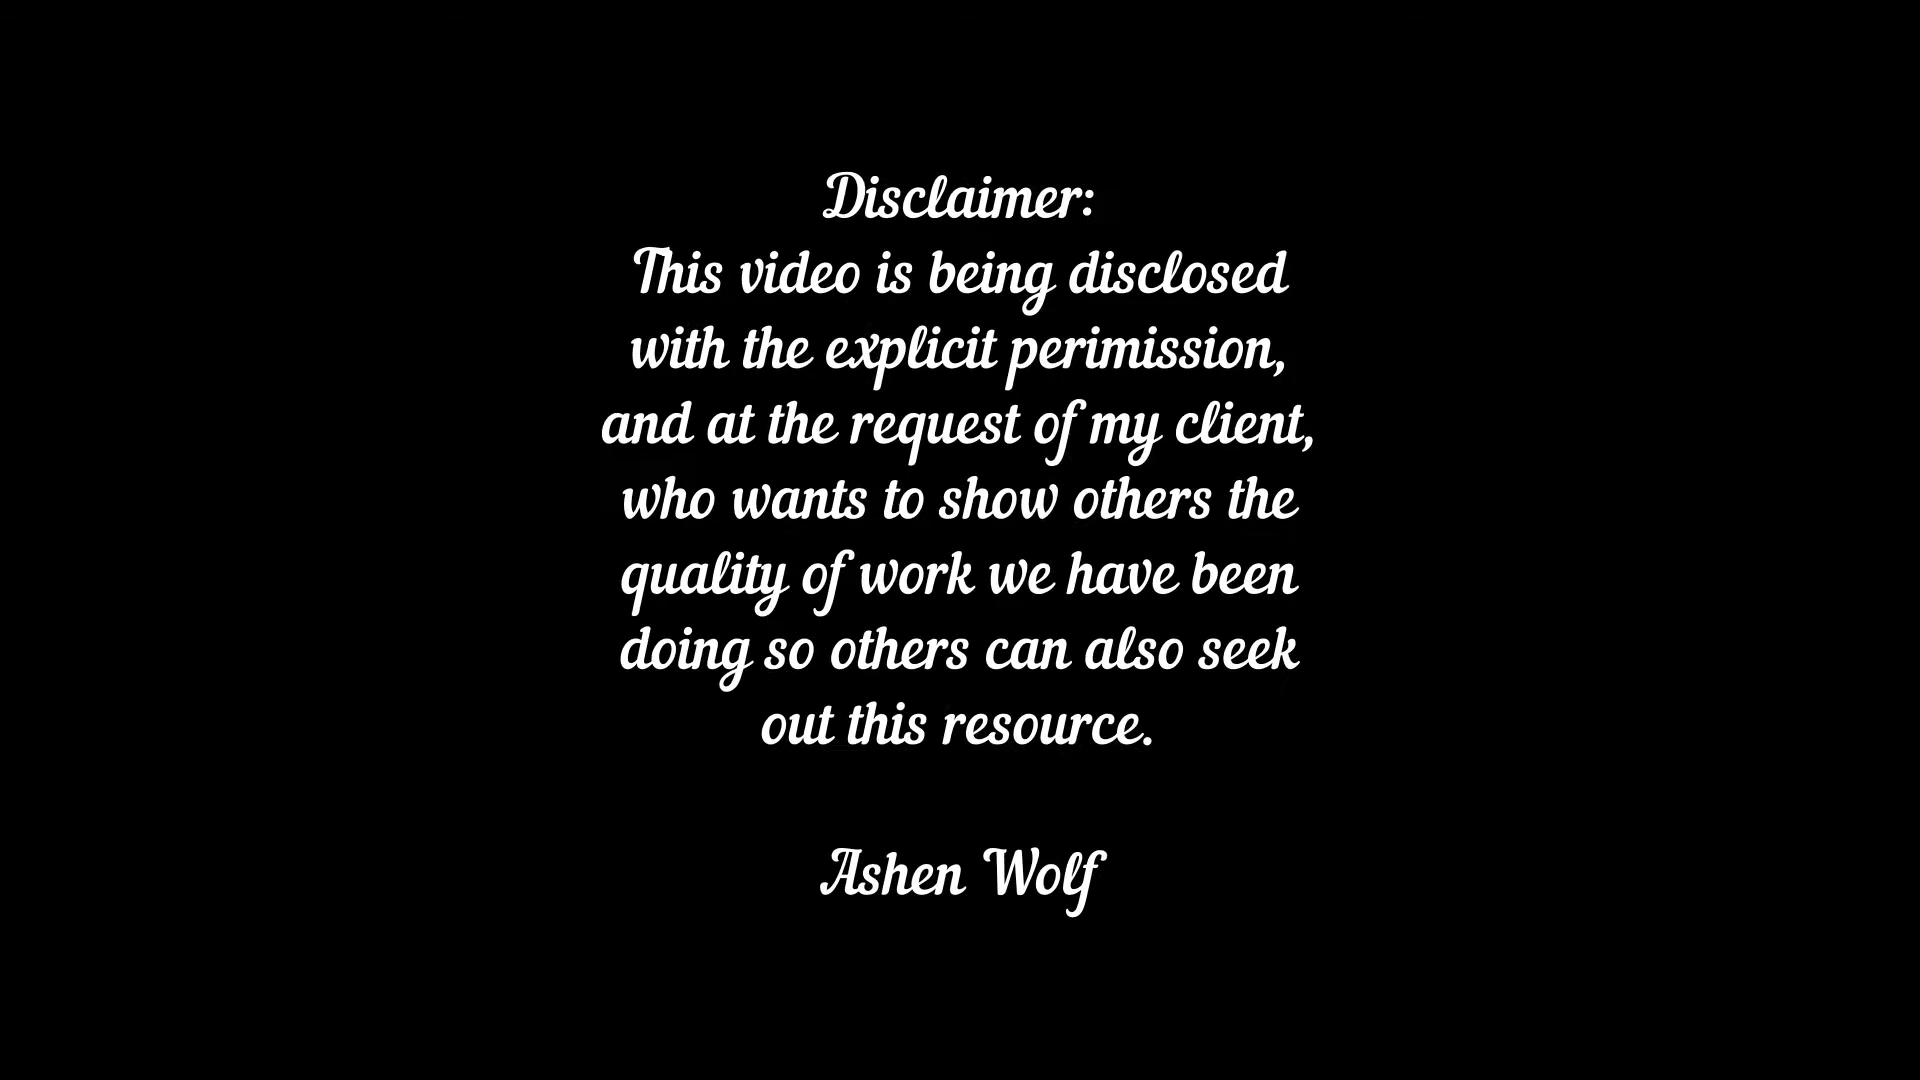 Disclaimer:
This video is being disclosed
with the explicit perimission,
and at the request of my client,
who wants to show others the
quality of work we have been
doing so others can also seek
out this resource.
Ashen Wolf